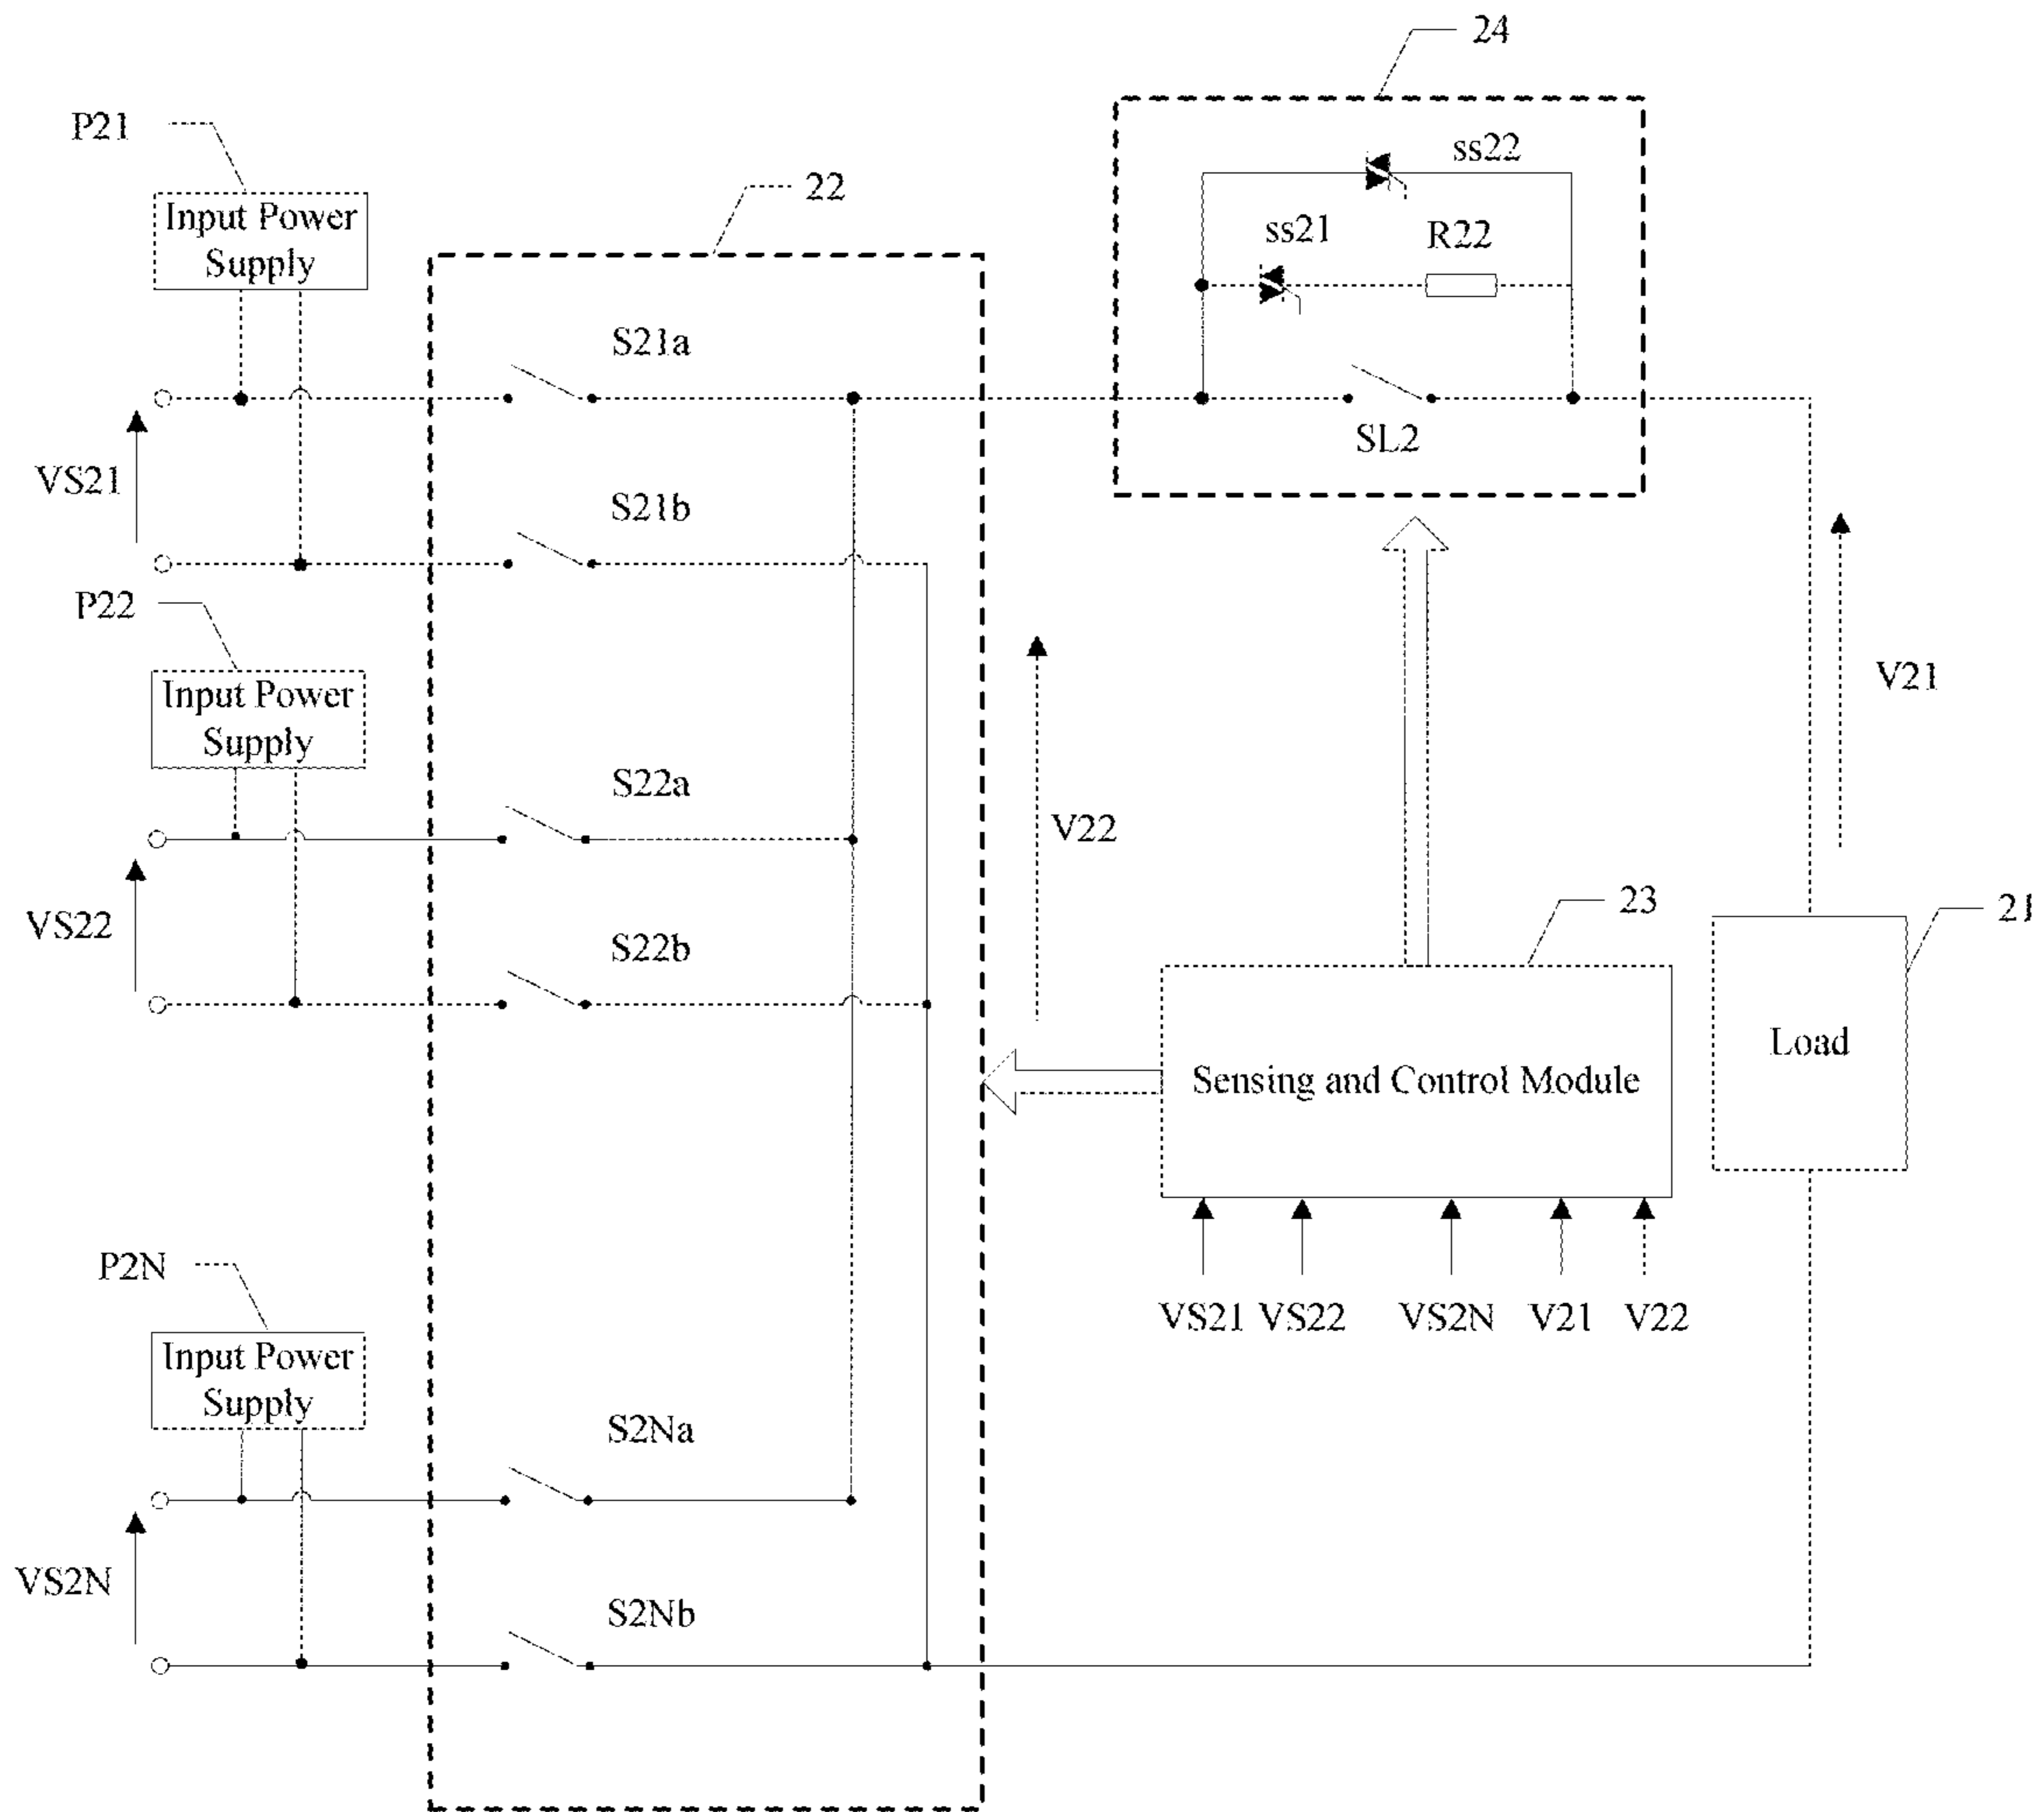 24
P21
ss22
22
Input Power
Supply
ss21
R22
S21a
SL2
VS21
S21b
P22
V21
Input Power
Supply
S22a
V22
23
21
VS22
S22b
Load
Sensing and Control Module
P2N
VS21
VS22
VS2N
V21
V22
Input Power
Supply
S2Na
VS2N
S2Nb